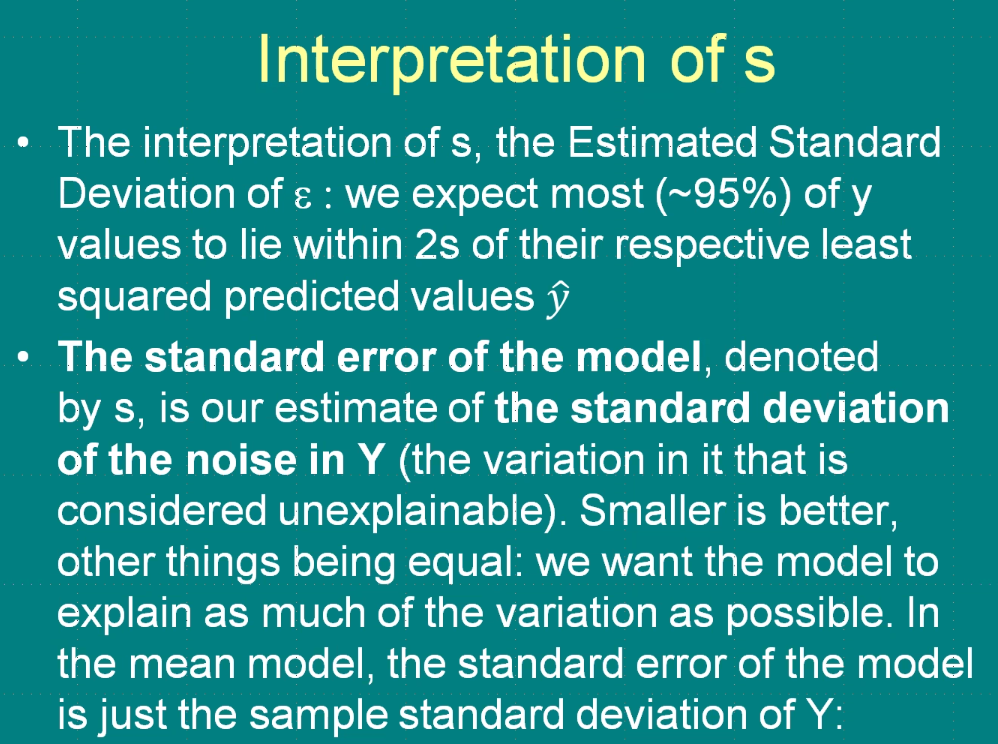 Interpretation of s
• The interpretation of s, the Estimated Standard
Deviation of ε : we expect most (~95%) of y
values to lie within 2s of their respective least
squared predicted values ŷ
• The standard error of the model, denoted
by s, is our estimate of the standard deviation
of the noise in Y (the variation in it that is
considered unexplainable). Smaller is better,
other things being equal: we want the model to
explain as much of the variation as possible. In
the mean model, the standard error of the model
is just the sample standard deviation of Y: